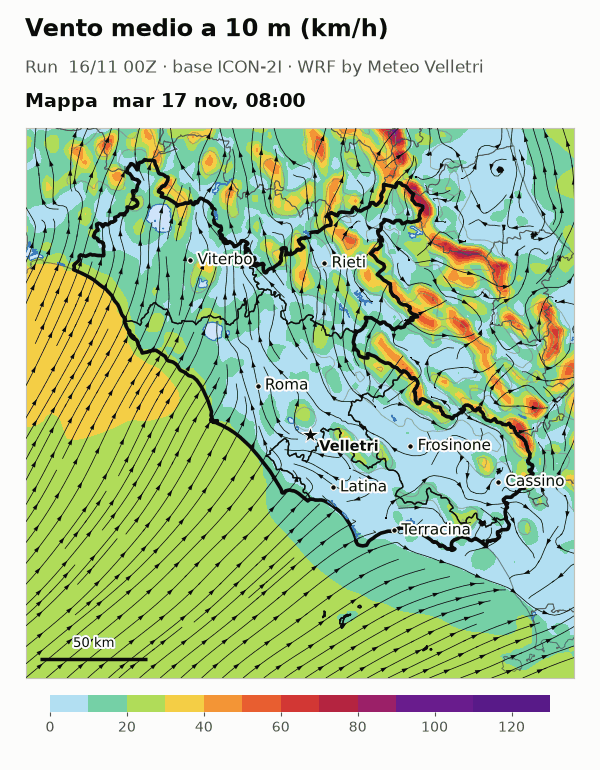 Vento medio a 10 m (km/h)
Run  16/11 00Z · base ICON-2I · WRF by Meteo Velletri
Mappa  mar 17 nov, 08:00
Viterbo
Rieti
Roma
Velletri
Frosinone
Latina
Cassino
Terracina
50 km
0 20 40 60 80 100 120